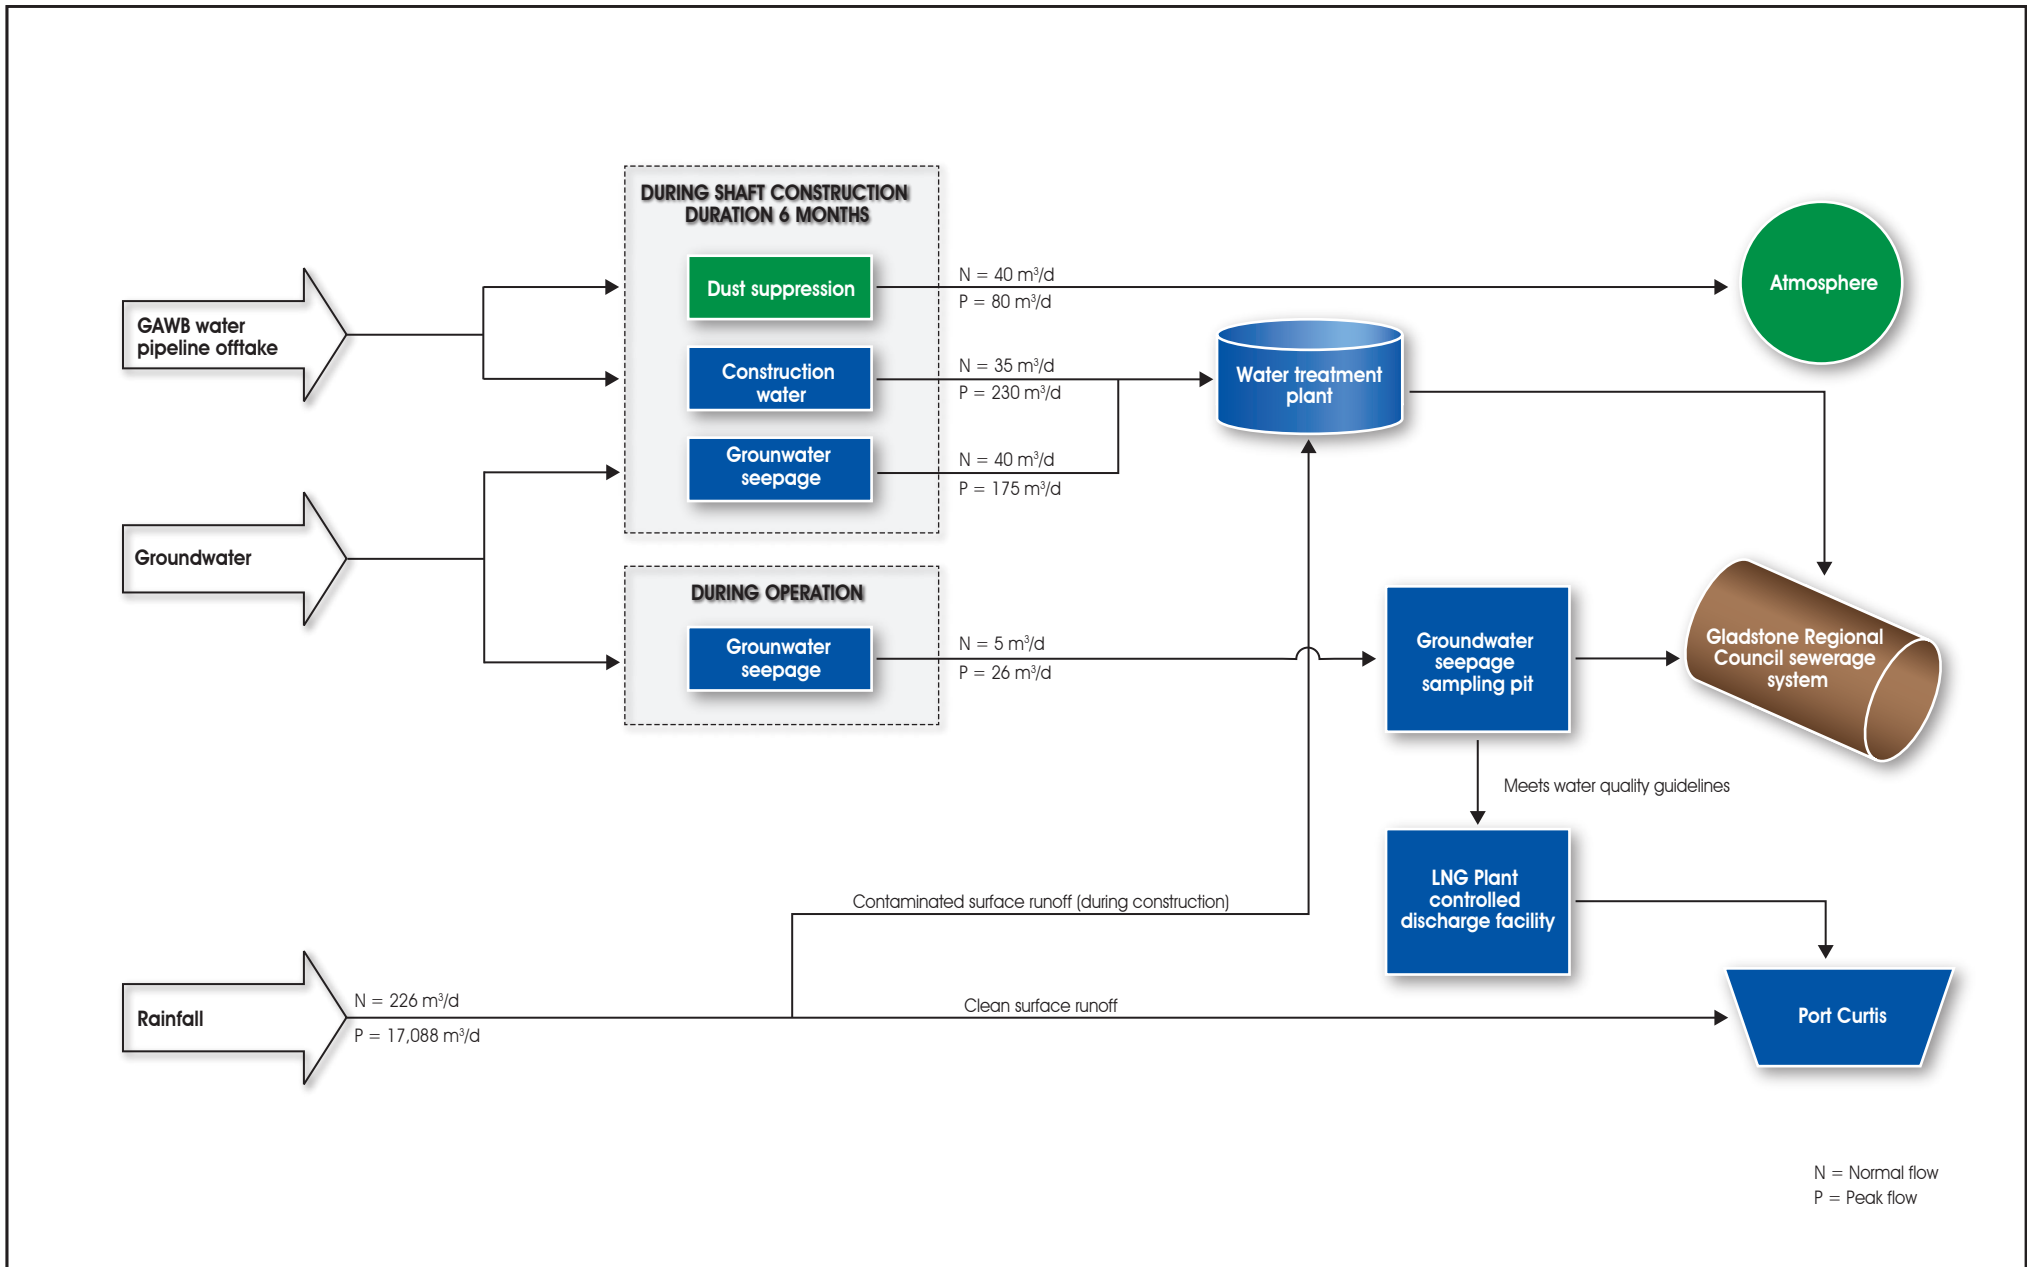 DURING SHAFT CONSTRUCTION
DURATION 6 MONTHS
Dust suppression
N = 40 m³/d
P = 80 m³/d
Atmosphere
GAWB water
pipeline offtake
Construction
water
N = 35 m³/d
P = 230 m³/d
Water treatment
plant
Grounwater
seepage
N = 40 m³/d
P = 175 m³/d
Groundwater
DURING OPERATION
Grounwater
seepage
N = 5 m³/d
P = 26 m³/d
Groundwater
seepage
sampling pit
Gladstone Regional
Council sewerage
system
Meets water quality guidelines
LNG Plant
controlled
discharge facility
Contaminated surface runoff (during construction)
Rainfall
N = 226 m³/d
P = 17,088 m³/d
Clean surface runoff
Port Curtis
N = Normal flow
P = Peak flow